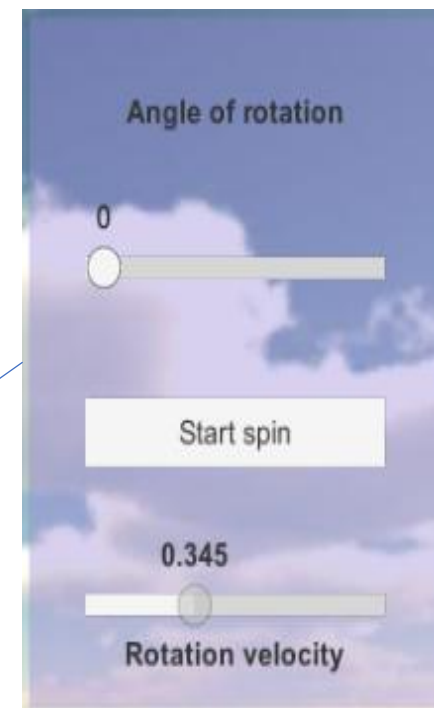 Angle of rotation
0
Start spin
0.345
Rotation velocity